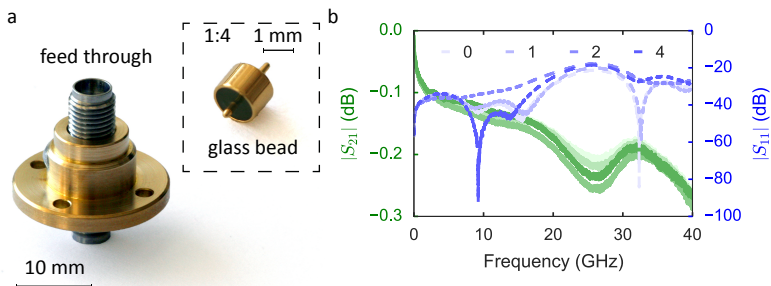 a
feed through
1:4
1 mm
glass bead
10 mm
b
0 1 2 4
|S21| (dB)
0.0
−0.1
−0.2
−0.3
0 10 20 30 40
Frequency (GHz)
0
−20
−40
−60
−80
−100
|S11| (dB)